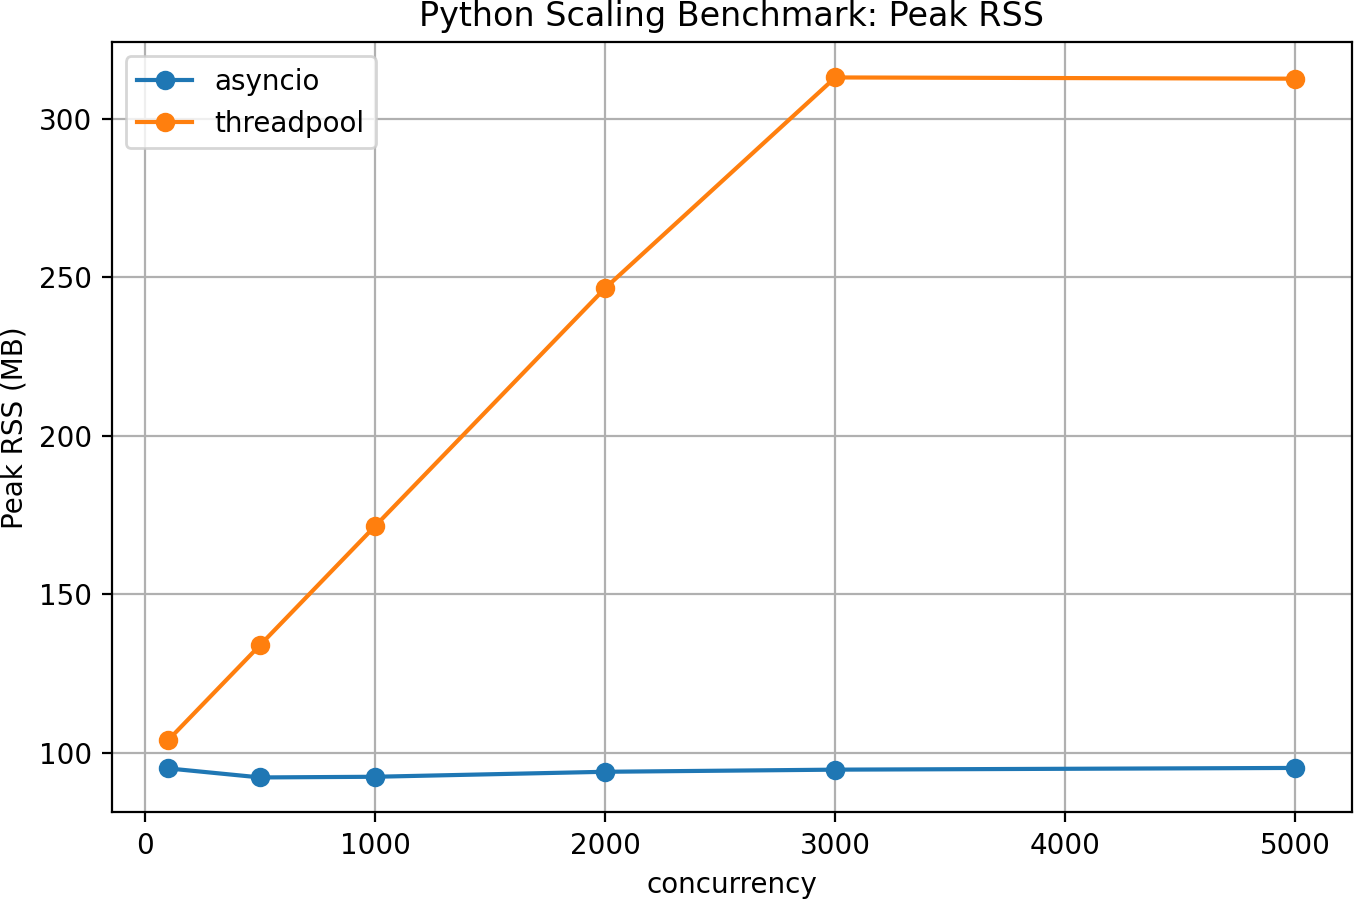 Python Scaling Benchmark: Peak RSS
asyncio
threadpool
Peak RSS (MB)
300
250
200
150
100
0 1000 2000 3000 4000 5000
concurrency